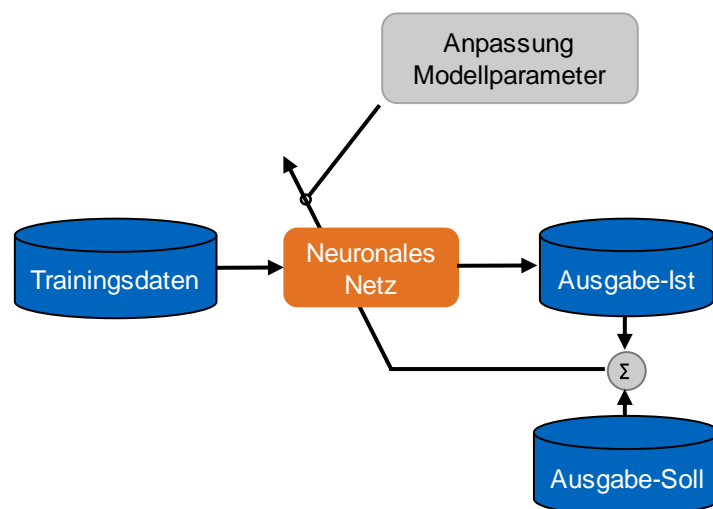 Anpassung
Modellparameter
Trainingsdaten
Neuronales
Netz
Ausgabe-Ist
Σ
Ausgabe-Soll